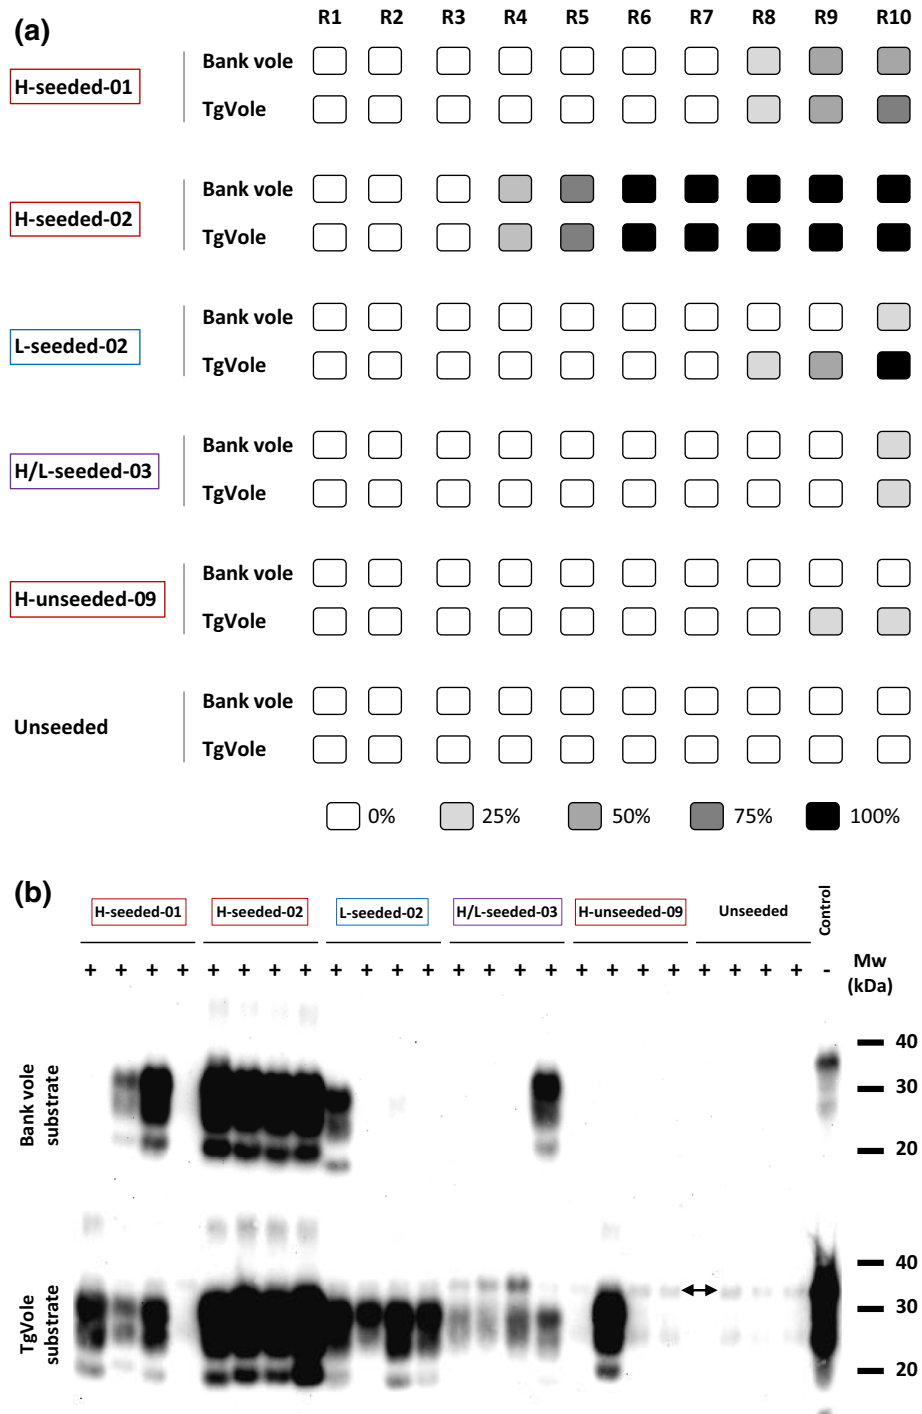 (a)
R1 R2 R3 R4 R5 R6 R7 R8 R9 R10
H-seeded-01
Bank vole
TgVole
H-seeded-02
Bank vole
TgVole
L-seeded-02
Bank vole
TgVole
H/L-seeded-03
Bank vole
TgVole
H-unseeded-09
Bank vole
TgVole
Unseeded
Bank vole
TgVole
0% 25% 50% 75% 100%
(b)
H-seeded-01 H-seeded-02 L-seeded-02 H/L-seeded-03 H-unseeded-09 Unseeded Control
+ + + + + + + + + + + + + + + + + + + + + + + + -
Mw
(kDa)
Bank vole
substrate
40
30
20
TgVole
substrate
40
30
20